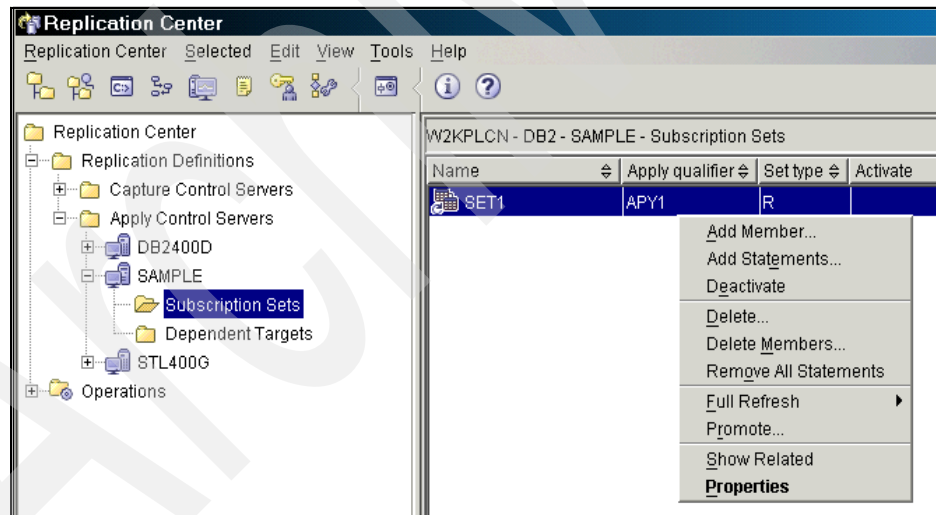 Replication Center
Replication Center Selected Edit View Tools Help
Replication Center
Replication Definitions
Capture Control Servers
Apply Control Servers
DB2400D
SAMPLE
Subscription Sets
Dependent Targets
STL400G
Operations
W2KPLCN - DB2 - SAMPLE - Subscription Sets
Name Apply qualifier Set type Activate
SET1 APY1 R
Add Member...
Add Statements...
Deactivate
Delete...
Delete Members...
Remove All Statements
Full Refresh
Promote...
Show Related
Properties